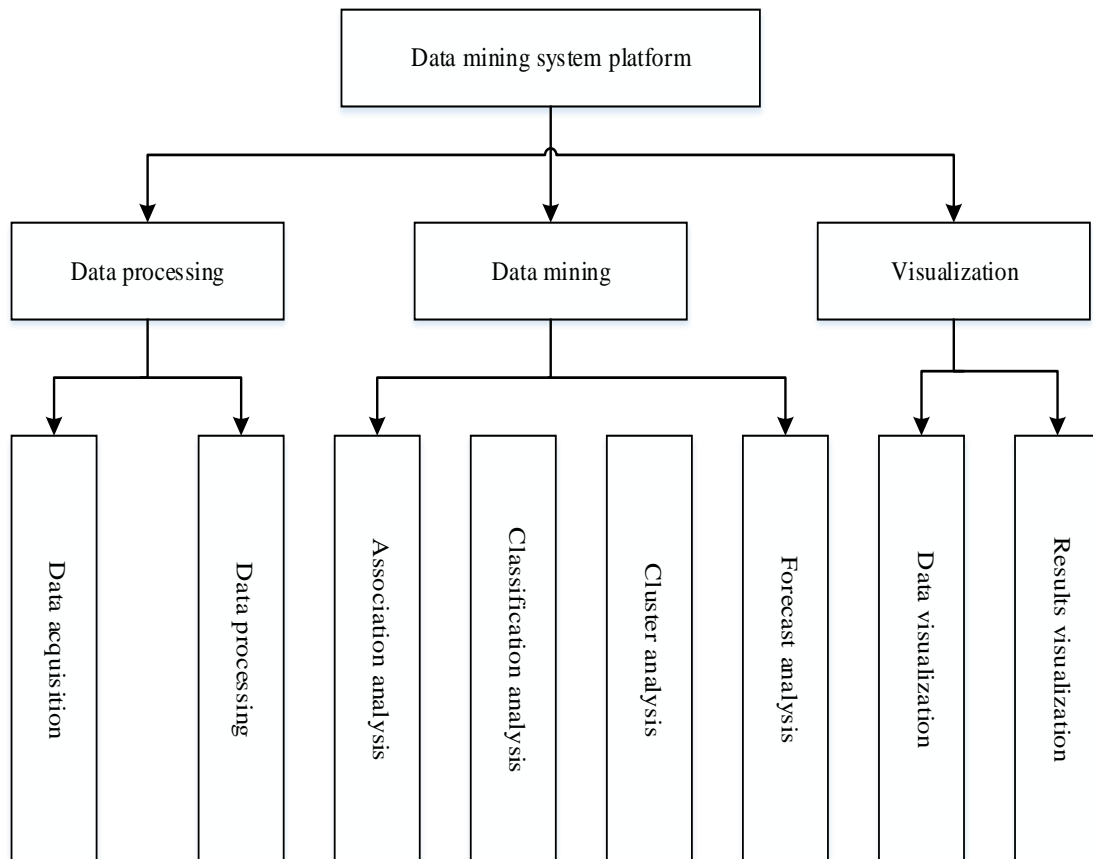 Data mining system platform
Data processing
Data mining
Visualization
Data acquisition
Data processing
Association analysis
Classification analysis
Cluster analysis
Forecast analysis
Data visualization
Results visualization